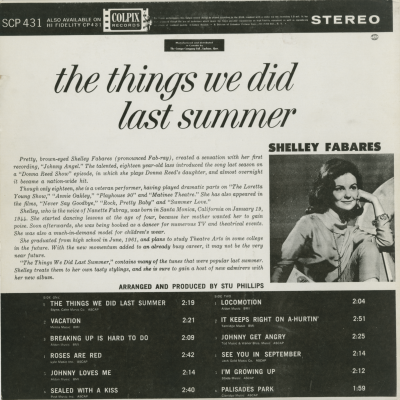 SCP 431
ALSO AVAILABLE ON
HI FIDELITY CP 431
COLPIX
RECORDS
STEREO
the things we did
last summer
SHELLEY FABARES
Pretty, brown-eyed Shelley Fabares (pronounced Fab-ray), created a sensation with her first
recording, "Johnny Angel." The talented, eighteen year-old lass introduced the song last season on
a "Donna Reed Show" episode, in which she plays Donna Reed's daughter, and almost overnight
it became a nation-wide hit.
Though only eighteen, she is a veteran performer, having played dramatic parts on "The Loretta
Young Show," "Annie Oakley," "Playhouse 90" and "Matinee Theatre." She has also appeared in
the films, "Never Say Goodbye," "Rock, Pretty Baby" and "Summer Love."
Shelley, who is the niece of Nanette Fabray, was born in Santa Monica, California on January 19,
1944. She started dancing lessons at the age of four, because her mother wanted her to gain
poise. Even afterwards, she was being booked as a dancer for numerous TV and theatrical events.
She was also a much-in-demand model for children's wear.
She graduated from high school in June, 1961, and plans to study Theatre Arts in some college
in the future. With the new momentum added to an already busy career, it may not be the very
near future.
"The Things We Did Last Summer," contains many of the tunes that were popular last summer.
Shelley treats them to her own tasty stylings, and she is sure to gain a host of new admirers with
her new album.
ARRANGED AND PRODUCED BY STU PHILLIPS
SIDE ONE
THE THINGS WE DID LAST SUMMER 2:19
VACATION 2:21
BREAKING UP IS HARD TO DO 2:09
ROSES ARE RED 2:42
JOHNNY LOVES ME 2:14
SEALED WITH A KISS 2:40
SIDE TWO
LOCOMOTION 2:04
IT KEEPS RIGHT ON A-HURTIN' 2:51
JOHNNY GET ANGRY 2:25
SEE YOU IN SEPTEMBER 2:14
I'M GROWING UP 2:12
PALISADES PARK 1:59